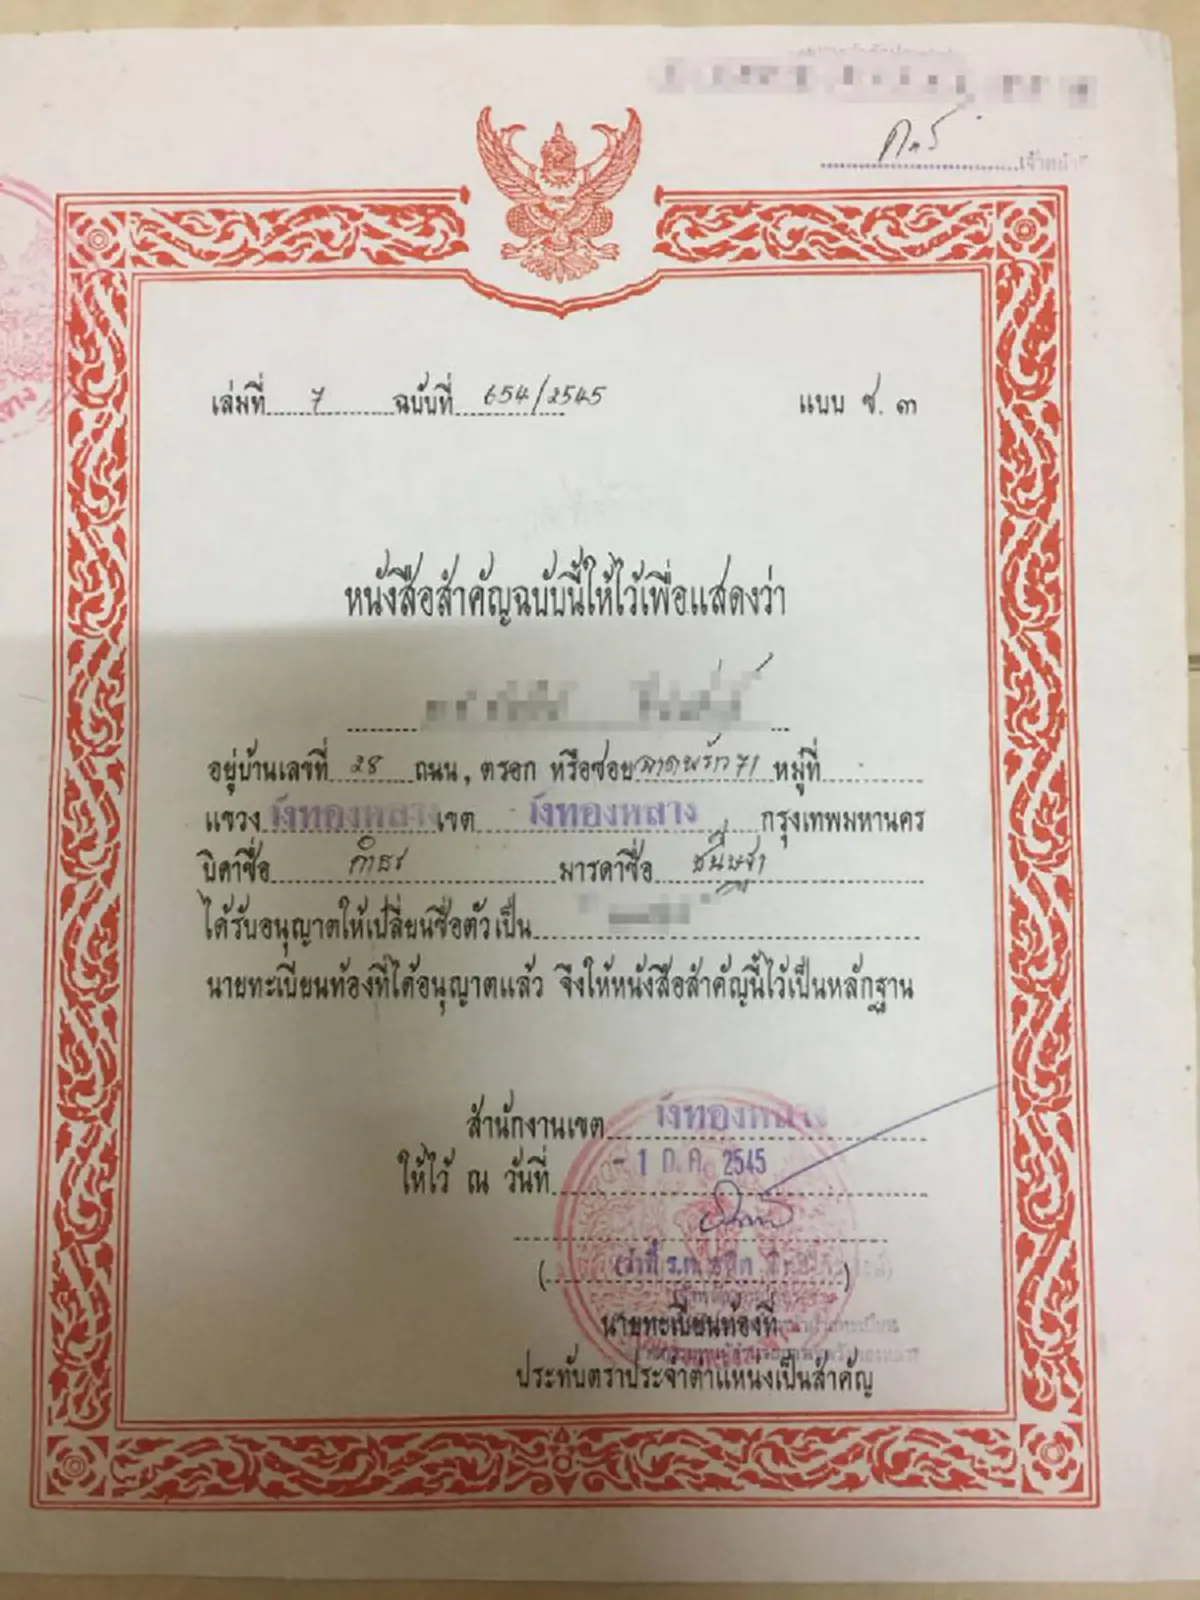 เจ้าหน้าที่
เล่มที่ 7 ฉบับที่ 654/2545 แบบ ช. ๓
หนังสือสำคัญฉบับนี้ให้ไว้เพื่อแสดงว่า
อยู่บ้านเลขที่ 28 ถนน, ตรอก หรือซอย ลาดพร้าว 71 หมู่ที่
แขวง วังทองหลาง เขต วังทองหลาง กรุงเทพมหานคร
บิดาชื่อ มารดาชื่อ
ได้รับอนุญาตให้เปลี่ยนชื่อตัวเป็น
นายทะเบียนท้องที่ได้อนุญาตแล้ว จึงให้หนังสือสำคัญนี้ไว้เป็นหลักฐาน
สำนักงานเขต วังทองหลาง
ให้ไว้ ณ วันที่ - 1 ก.ค. 2545
(ว่าที่ ร.ต.
นายทะเบียนท้องที่
ประทับตราประจำตำแหน่งเป็นสำคัญ